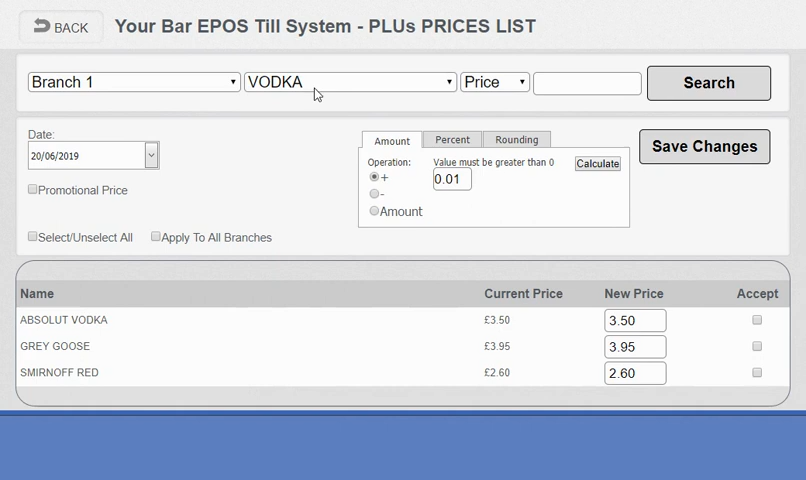 BACK
Your Bar EPOS Till System - PLUs PRICES LIST
Branch 1 VODKA Price Search
Date:
20/06/2019
Promotional Price
Select/Unselect All Apply To All Branches
Amount Percent Rounding
Operation: Value must be greater than 0 Calculate
+ 0.01
-
Amount
Save Changes
Name Current Price New Price Accept
ABSOLUT VODKA £3.50 3.50
GREY GOOSE £3.95 3.95
SMIRNOFF RED £2.60 2.60